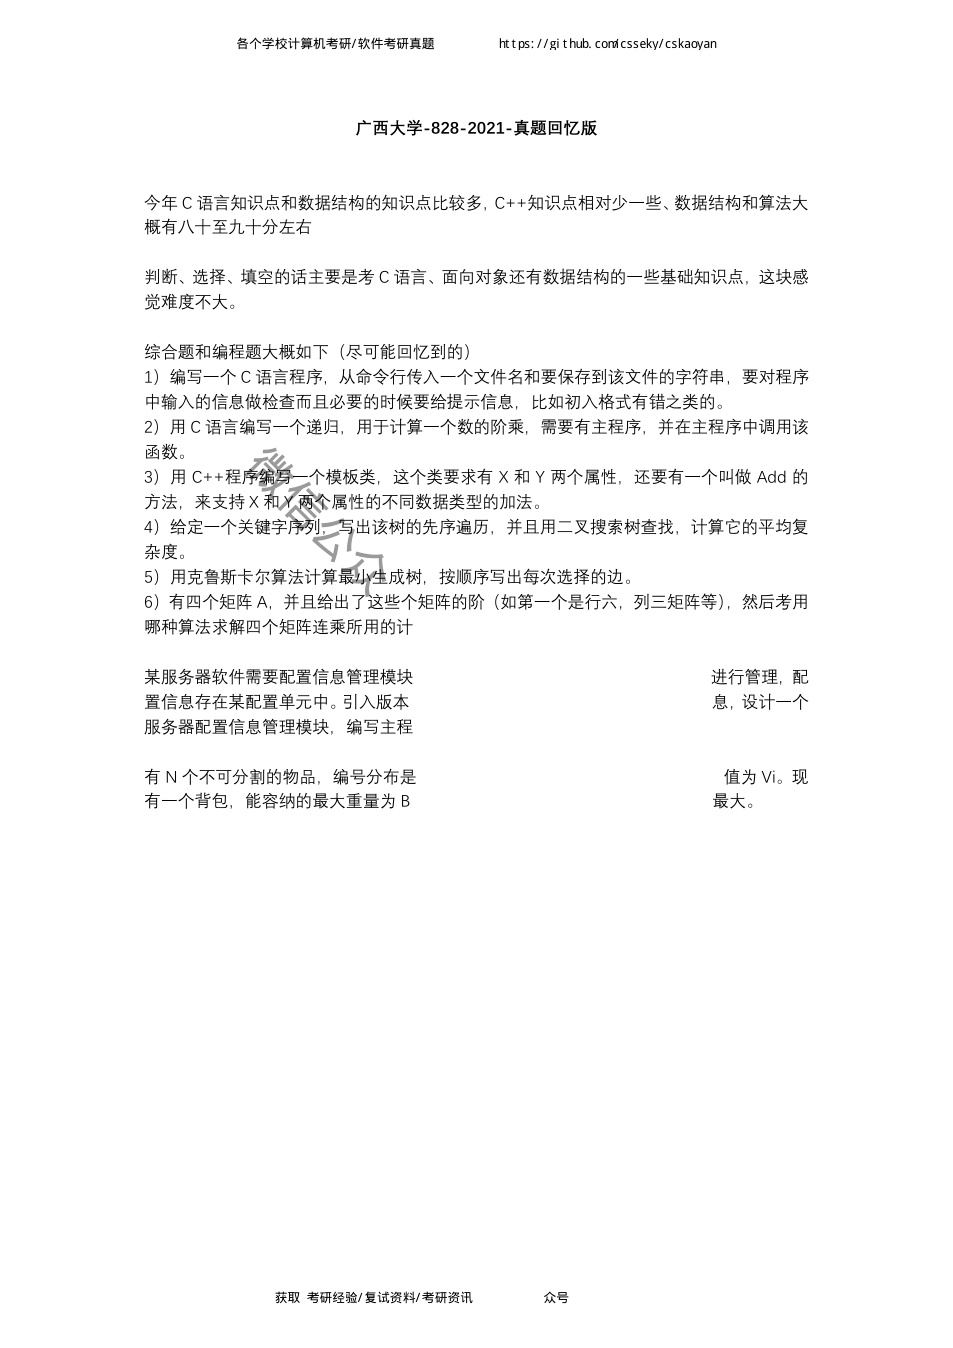 各个学校计算机考研/软件考研真题 https://github.com/csseky/cskaoyan
广西大学-828-2021-真题回忆版
今年 C 语言知识点和数据结构的知识点比较多，C++知识点相对少一些、数据结构和算法大
概有八十至九十分左右
判断、选择、填空的话主要是考 C 语言、面向对象还有数据结构的一些基础知识点，这块感
觉难度不大。
综合题和编程题大概如下（尽可能回忆到的）
1）编写一个 C 语言程序，从命令行传入一个文件名和要保存到该文件的字符串，要对程序
中输入的信息做检查而且必要的时候要给提示信息，比如初入格式有错之类的。
2）用 C 语言编写一个递归，用于计算一个数的阶乘，需要有主程序，并在主程序中调用该
函数。
3）用 C++程序编写一个模板类，这个类要求有 X 和 Y 两个属性，还要有一个叫做 Add 的
方法，来支持 X 和 Y 两个属性的不同数据类型的加法。
4）给定一个关键字序列，写出该树的先序遍历，并且用二叉搜索树查找，计算它的平均复
杂度。
5）用克鲁斯卡尔算法计算最小生成树，按顺序写出每次选择的边。
6）有四个矩阵 A，并且给出了这些个矩阵的阶（如第一个是行六，列三矩阵等），然后考用
哪种算法求解四个矩阵连乘所用的计
某服务器软件需要配置信息管理模块 进行管理，配
置信息存在某配置单元中。引入版本 息，设计一个
服务器配置信息管理模块，编写主程
有 N 个不可分割的物品，编号分布是 值为 Vi。现
有一个背包，能容纳的最大重量为 B 最大。
微信公众
获取 考研经验/复试资料/考研资讯 众号